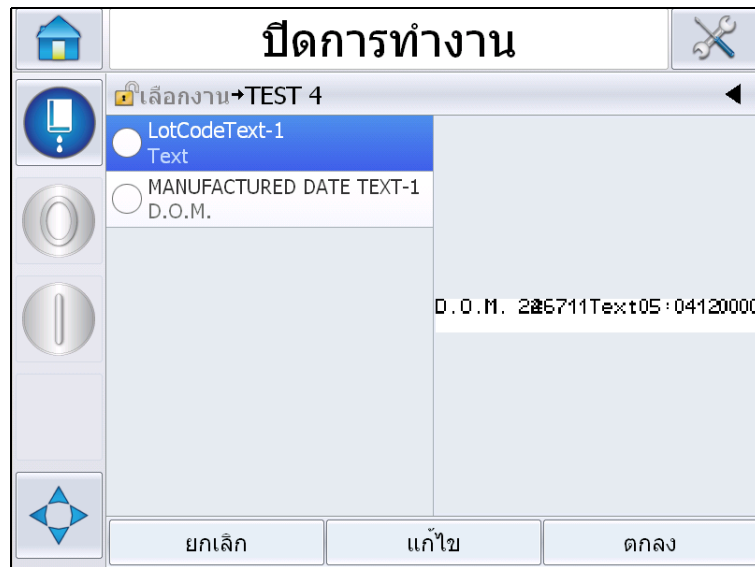 ปิดการทำงาน
เลือกงาน→TEST 4
LotCodeText-1
Text
MANUFACTURED DATE TEXT-1
D.O.M.
ยกเลิก
แก้ไข
ตกลง